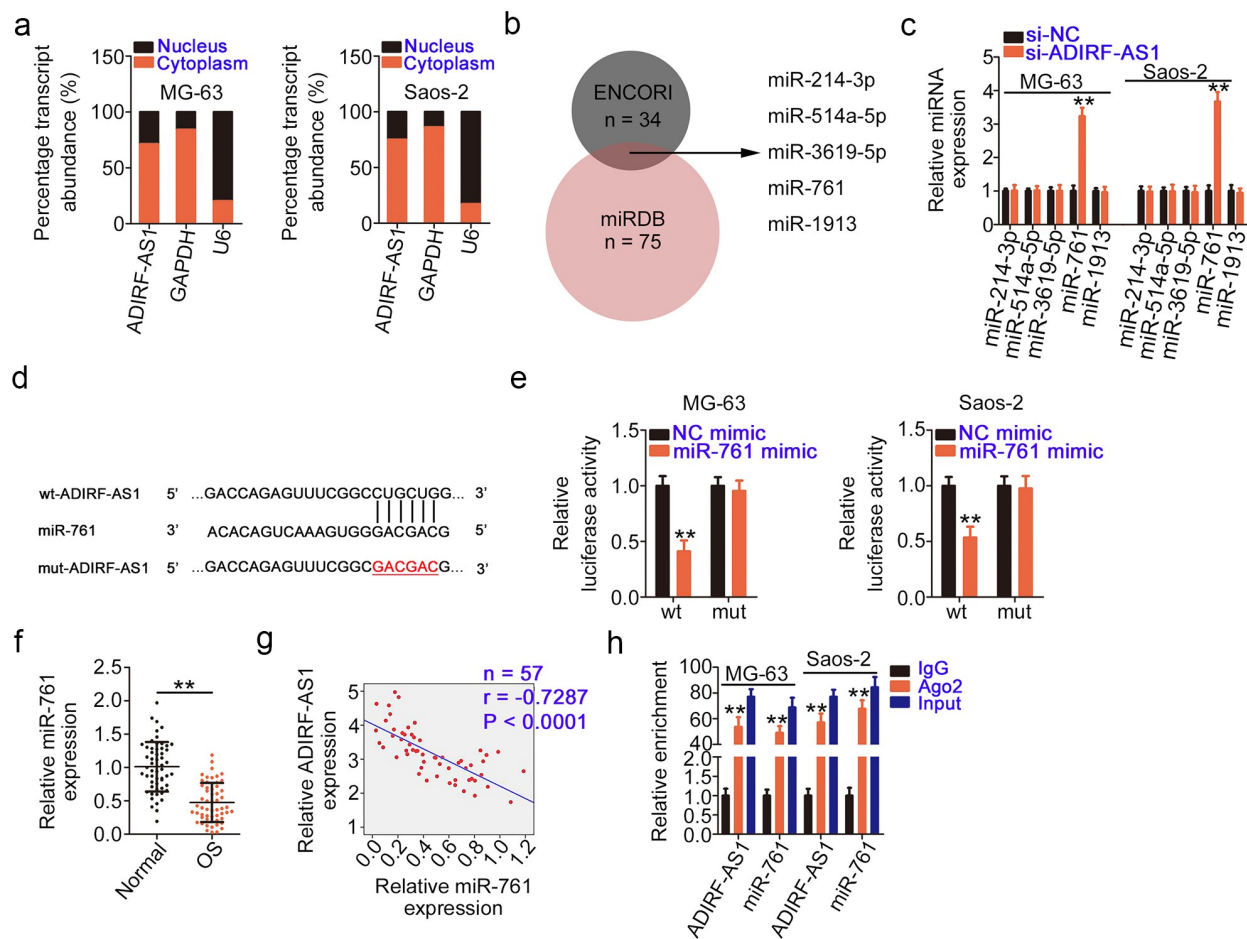 a
Nucleus
Cytoplasm
MG-63
Percentage transcript
abundance (%)
150
100
50
0
ADIRF-AS1
GAPDH
U6
Nucleus
Cytoplasm
Saos-2
Percentage transcript
abundance (%)
150
100
50
0
ADIRF-AS1
GAPDH
U6
b
ENCORI
n = 34
miRDB
n = 75
miR-214-3p
miR-514a-5p
miR-3619-5p
miR-761
miR-1913
c
si-NC
si-ADIRF-AS1
MG-63
Saos-2
**
**
Relative miRNA
expression
5
4
3
2
1
0
miR-214-3p
miR-514a-5p
miR-3619-5p
miR-761
miR-1913
miR-214-3p
miR-514a-5p
miR-3619-5p
miR-761
miR-1913
d
wt-ADIRF-AS1 5' ...GACCAGAGUUUCGGCCUGCUGG... 3'
miR-761 3' ACACAGUCAAAGUGGGACGACG 5'
mut-ADIRF-AS1 5' ...GACCAGAGUUUCGGCGACGACG... 3'
e
MG-63
NC mimic
miR-761 mimic
Relative
luciferase activity
1.5
1.0
0.5
0.0
**
wt mut
Saos-2
NC mimic
miR-761 mimic
Relative
luciferase activity
1.5
1.0
0.5
0.0
**
wt mut
f
Relative miR-761
expression
2.5
2.0
1.5
1.0
0.5
0.0
**
Normal
OS
g
n = 57
r = -0.7287
P < 0.0001
Relative ADIRF-AS1
expression
5
4
3
2
1
0.0
0.2
0.4
0.6
0.8
1.0
1.2
Relative miR-761
expression
h
MG-63
Saos-2
IgG
Ago2
Input
Relative enrichment
100
80
60
40
2.0
1.5
1.0
0.5
0.0
**
**
**
**
ADIRF-AS1
miR-761
ADIRF-AS1
miR-761